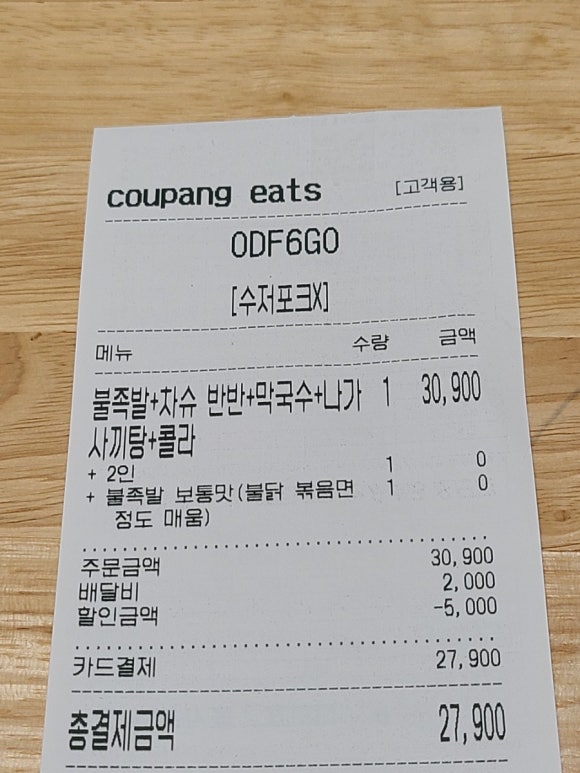 coupang eats [고객용]
0DF6G0
[수저포크X]
메뉴 수량 금액
불족발+차슈 반반+막국수+나가 1 30,900
사끼탕+콜라
+ 2인 1 0
+ 불족발 보통맛(불닭 볶음면 1 0
정도 매움)
주문금액 30,900
배달비 2,000
할인금액 -5,000
카드결제 27,900
총결제금액 27,900